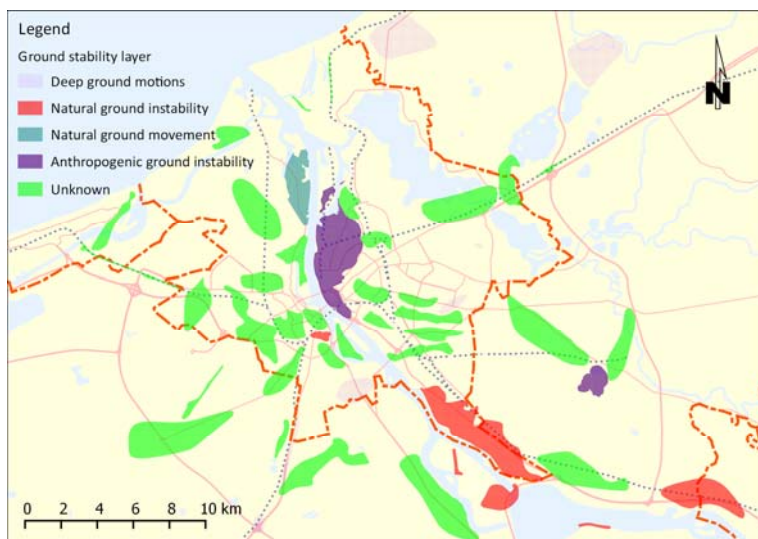 Legend
Ground stability layer
Deep ground motions
Natural ground instability
Natural ground movement
Anthropogenic ground instability
Unknown
N
0 2 4 6 8 10 km